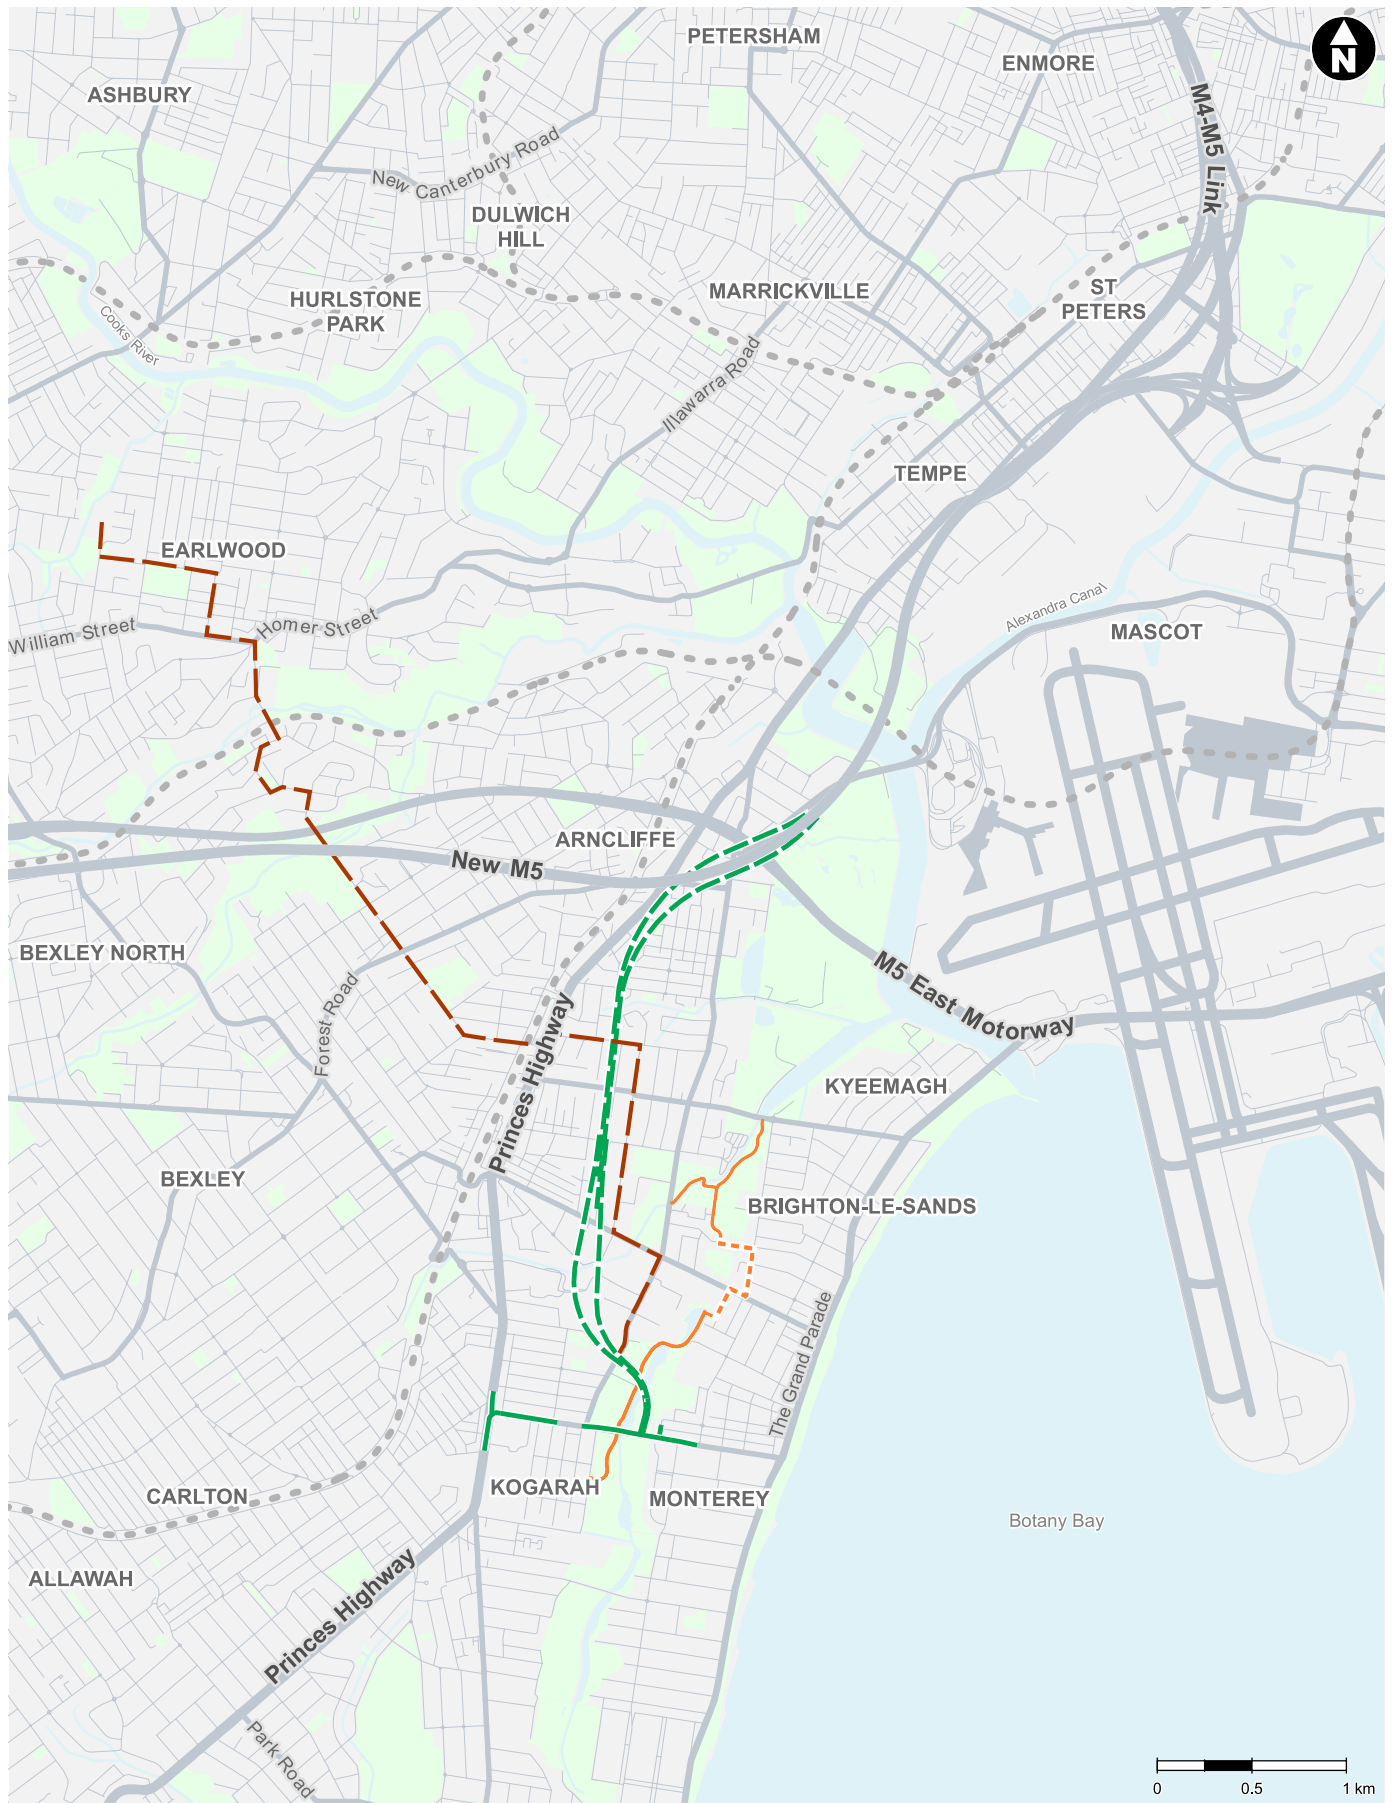 PETERSHAM
ENMORE
N
ASHBURY
M4-M5 Link
New Canterbury Road
DULWICH
HILL
HURLSTONE
PARK
MARRICKVILLE
ST
PETERS
Cooks River
Illawarra Road
TEMPE
EARLWOOD
Alexandra Canal
William Street
Homer Street
MASCOT
ARNCLIFFE
New M5
BEXLEY NORTH
M5 East Motorway
Forest Road
Princes Highway
KYEEMAGH
BEXLEY
BRIGHTON-LE-SANDS
The Grand Parade
KOGARAH
CARLTON
MONTEREY
Botany Bay
ALLAWAH
Princes Highway
Park Road
0 0.5 1 km